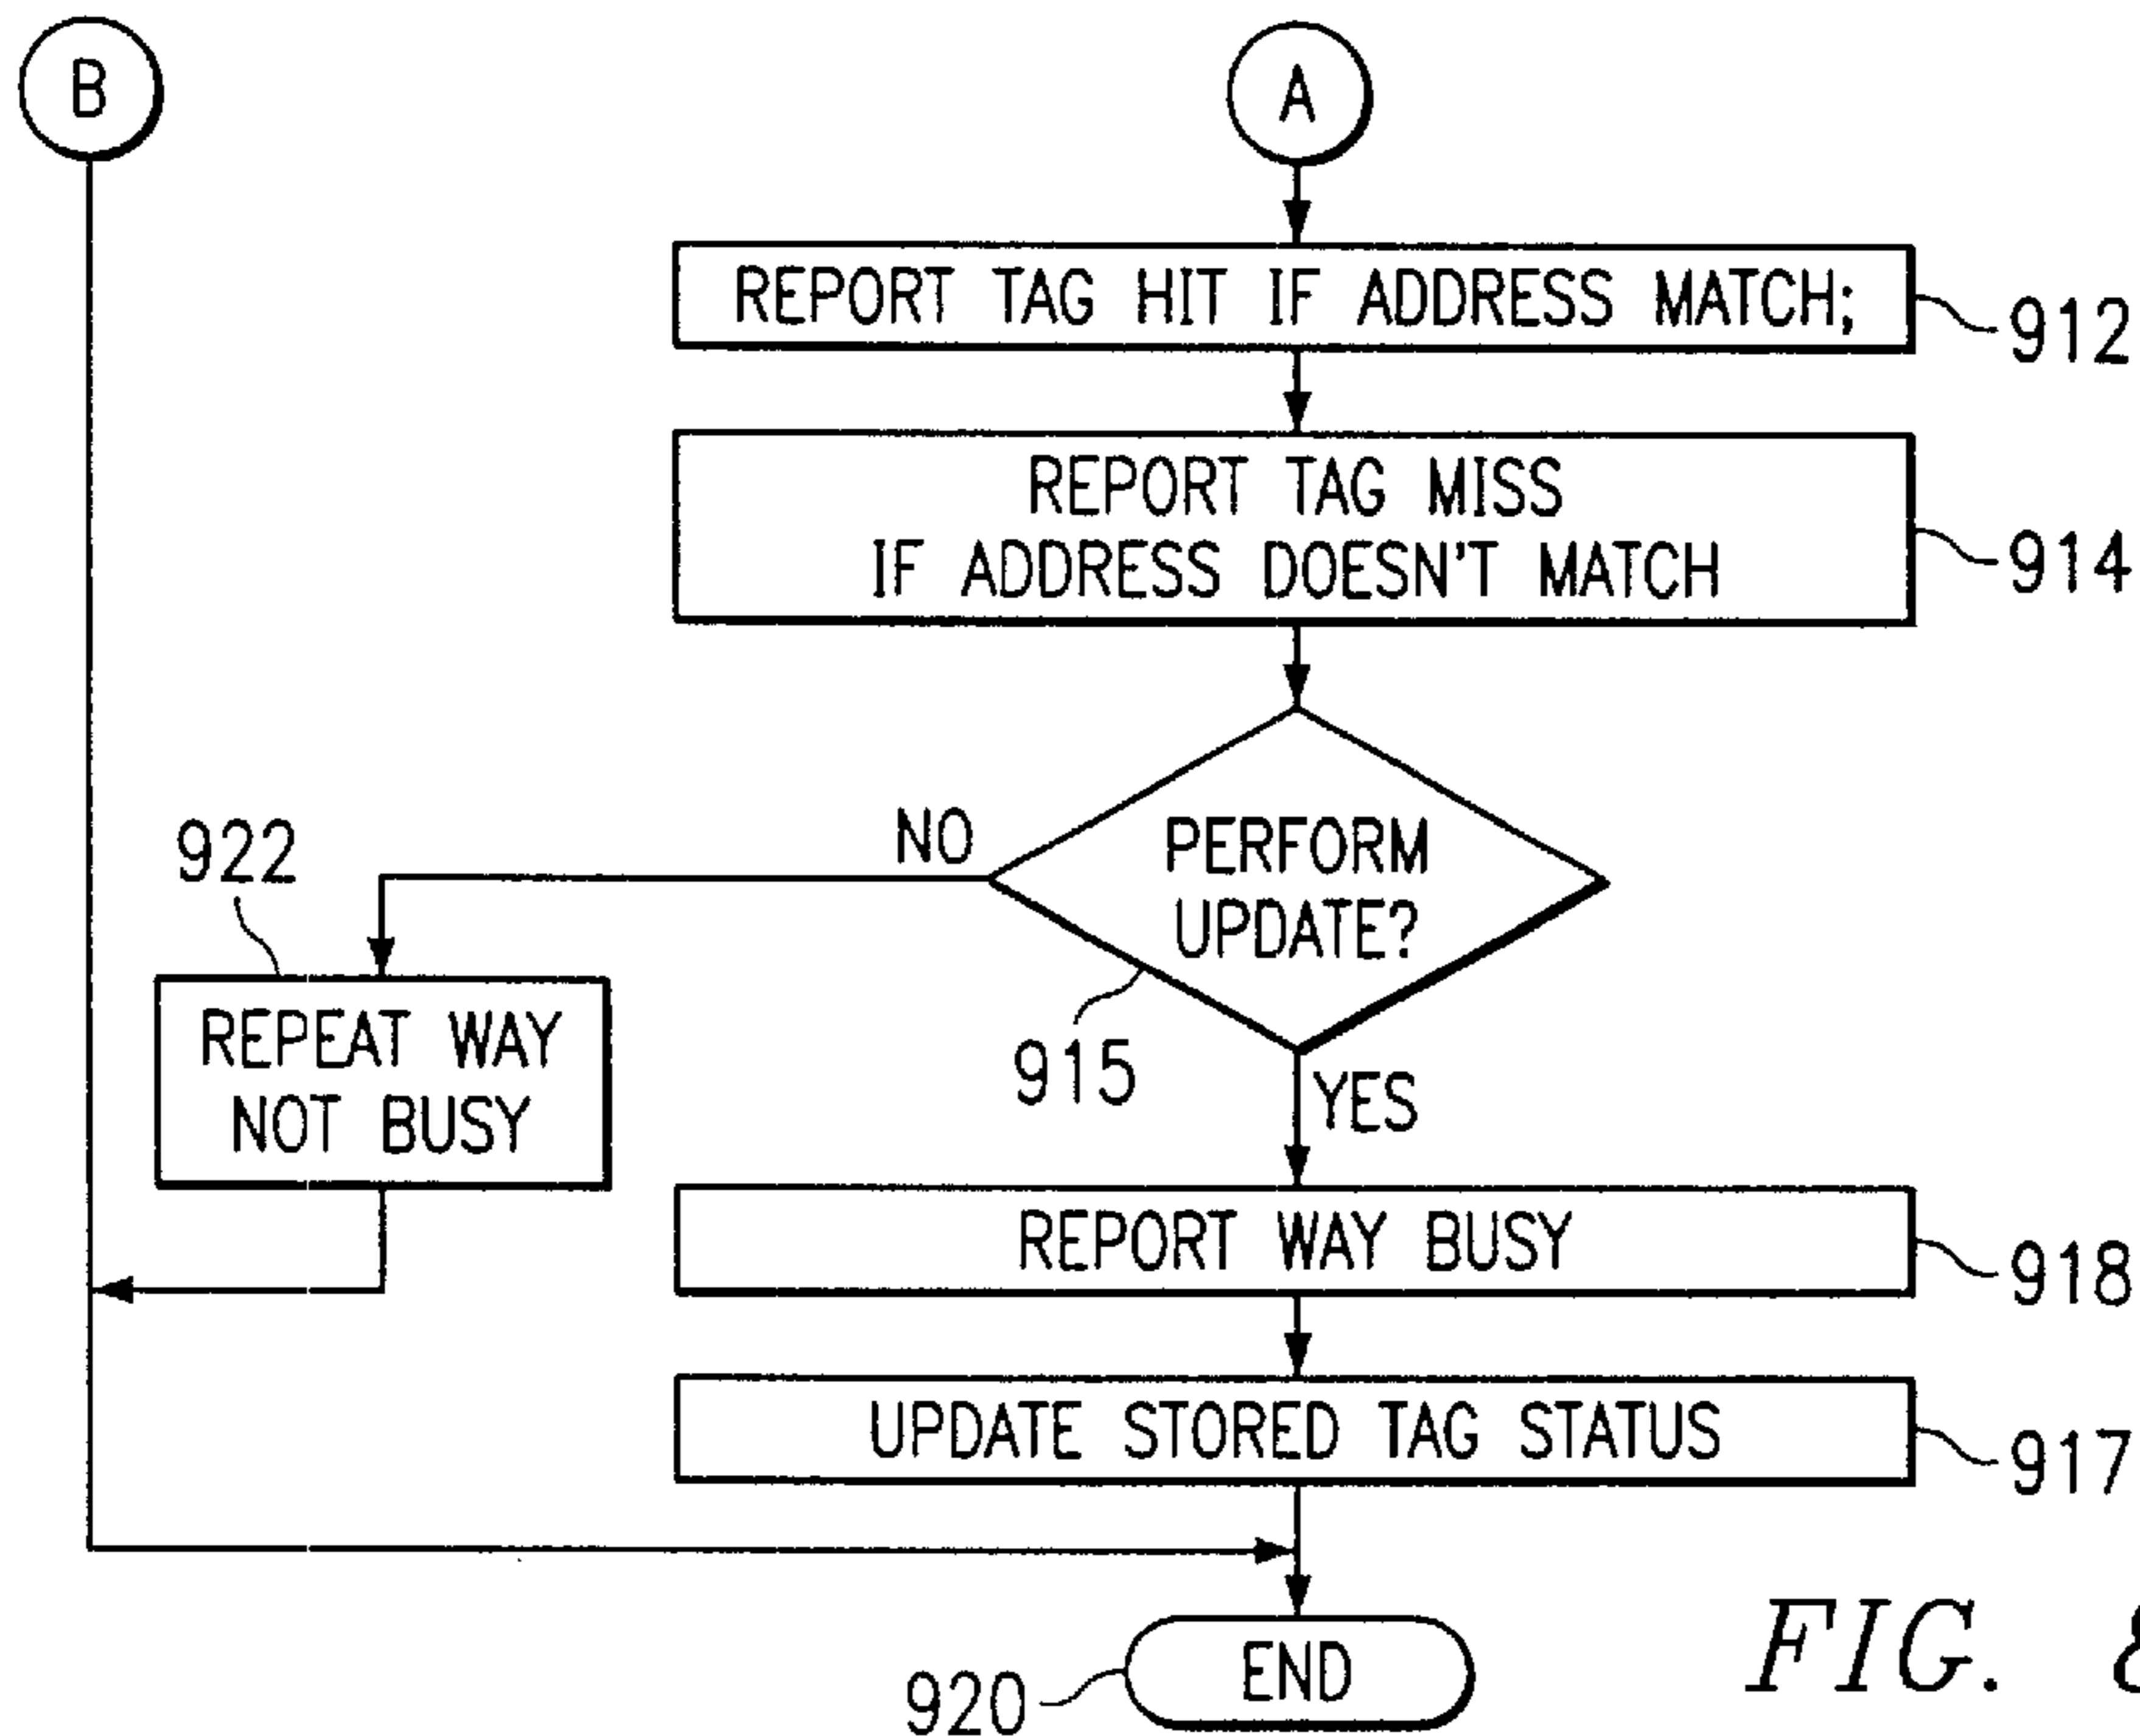 B
A
REPORT TAG HIT IF ADDRESS MATCH;
912
REPORT TAG MISS
IF ADDRESS DOESN'T MATCH
914
NO
PERFORM
UPDATE?
922
915
YES
REPEAT WAY
NOT BUSY
REPORT WAY BUSY
918
UPDATE STORED TAG STATUS
917
END
920
FIG.